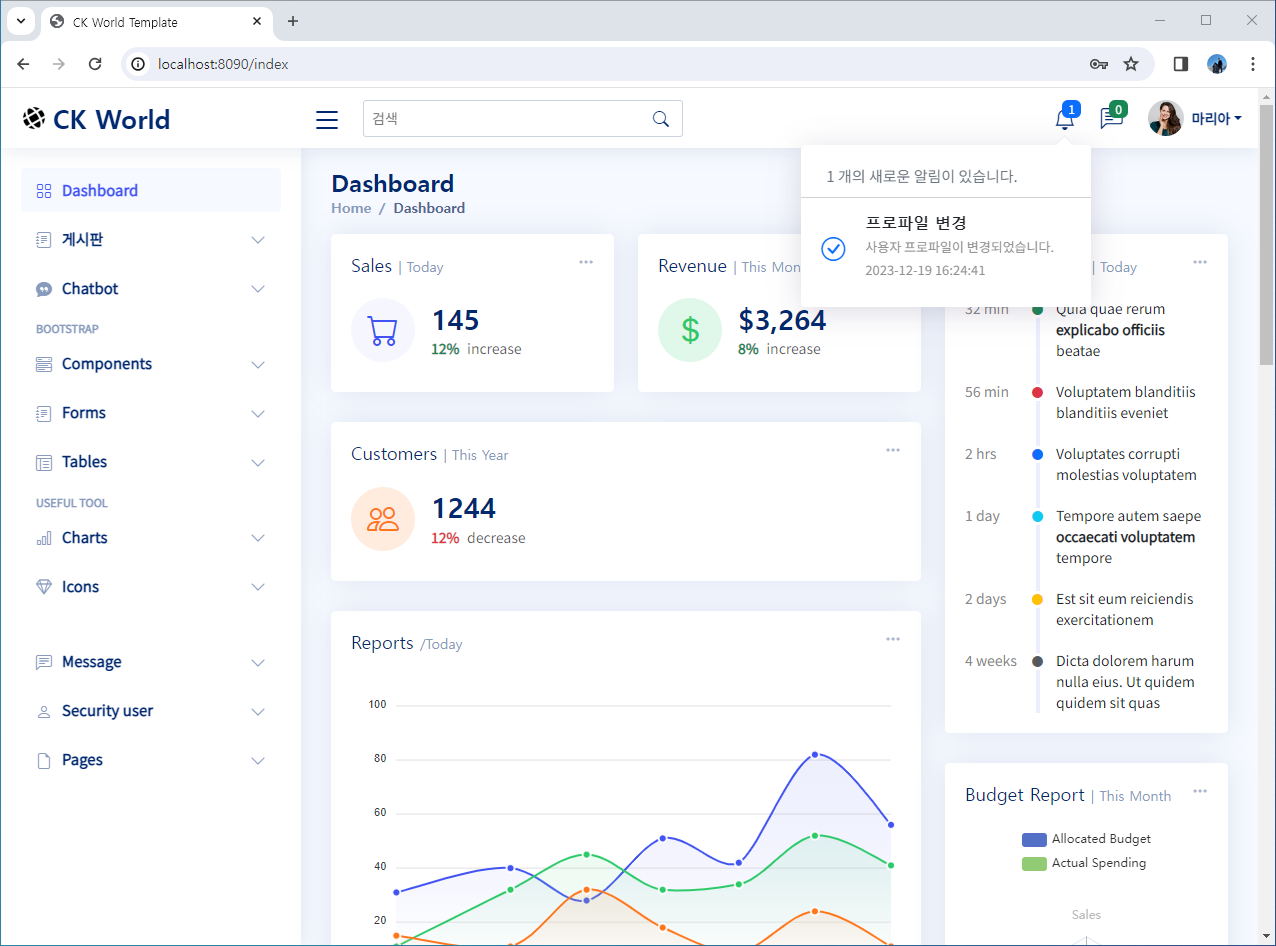 CK World Template
localhost:8090/index
CK World
검색
1
0
마리아
1 개의 새로운 알림이 있습니다.
프로파일 변경
사용자 프로파일이 변경되었습니다.
2023-12-19 16:24:41
Dashboard
게시판
Chatbot
BOOTSTRAP
Components
Forms
Tables
USEFUL TOOL
Charts
Icons
Message
Security user
Pages
Dashboard
Home / Dashboard
Sales | Today
145
12% increase
Revenue | This Mon
$3,264
8% increase
Customers | This Year
1244
12% decrease
Reports /Today
100
80
60
40
20
| Today
32 min
Quia quae rerum
explicabo officiis
beatae
56 min
Voluptatem blanditiis
blanditiis eveniet
2 hrs
Voluptates corrupti
molestias voluptatem
1 day
Tempore autem saepe
occaecati voluptatem
tempore
2 days
Est sit eum reiciendis
exercitationem
4 weeks
Dicta dolorem harum
nulla eius. Ut quidem
quidem sit quas
Budget Report | This Month
Allocated Budget
Actual Spending
Sales